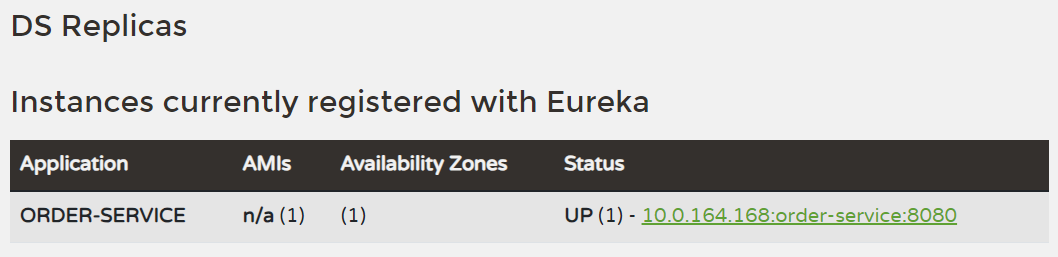 DS Replicas
Instances currently registered with Eureka
Application AMIs Availability Zones Status
ORDER-SERVICE n/a (1) (1) UP (1) - 10.0.164.168:order-service:8080